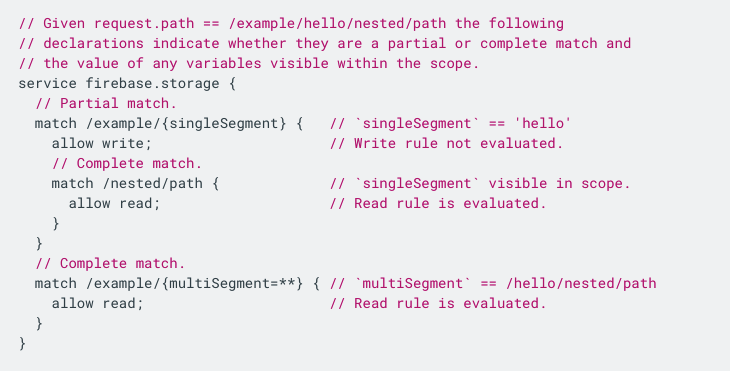 // Given request.path == /example/hello/nested/path the following
// declarations indicate whether they are a partial or complete match and
// the value of any variables visible within the scope.
service firebase.storage {
  // Partial match.
  match /example/{singleSegment} {   // `singleSegment` == 'hello'
    allow write;                     // Write rule not evaluated.
    // Complete match.
    match /nested/path {             // `singleSegment` visible in scope.
      allow read;                    // Read rule is evaluated.
    }
  }
  // Complete match.
  match /example/{multiSegment=**} { // `multiSegment` == /hello/nested/path
    allow read;                      // Read rule is evaluated.
  }
}